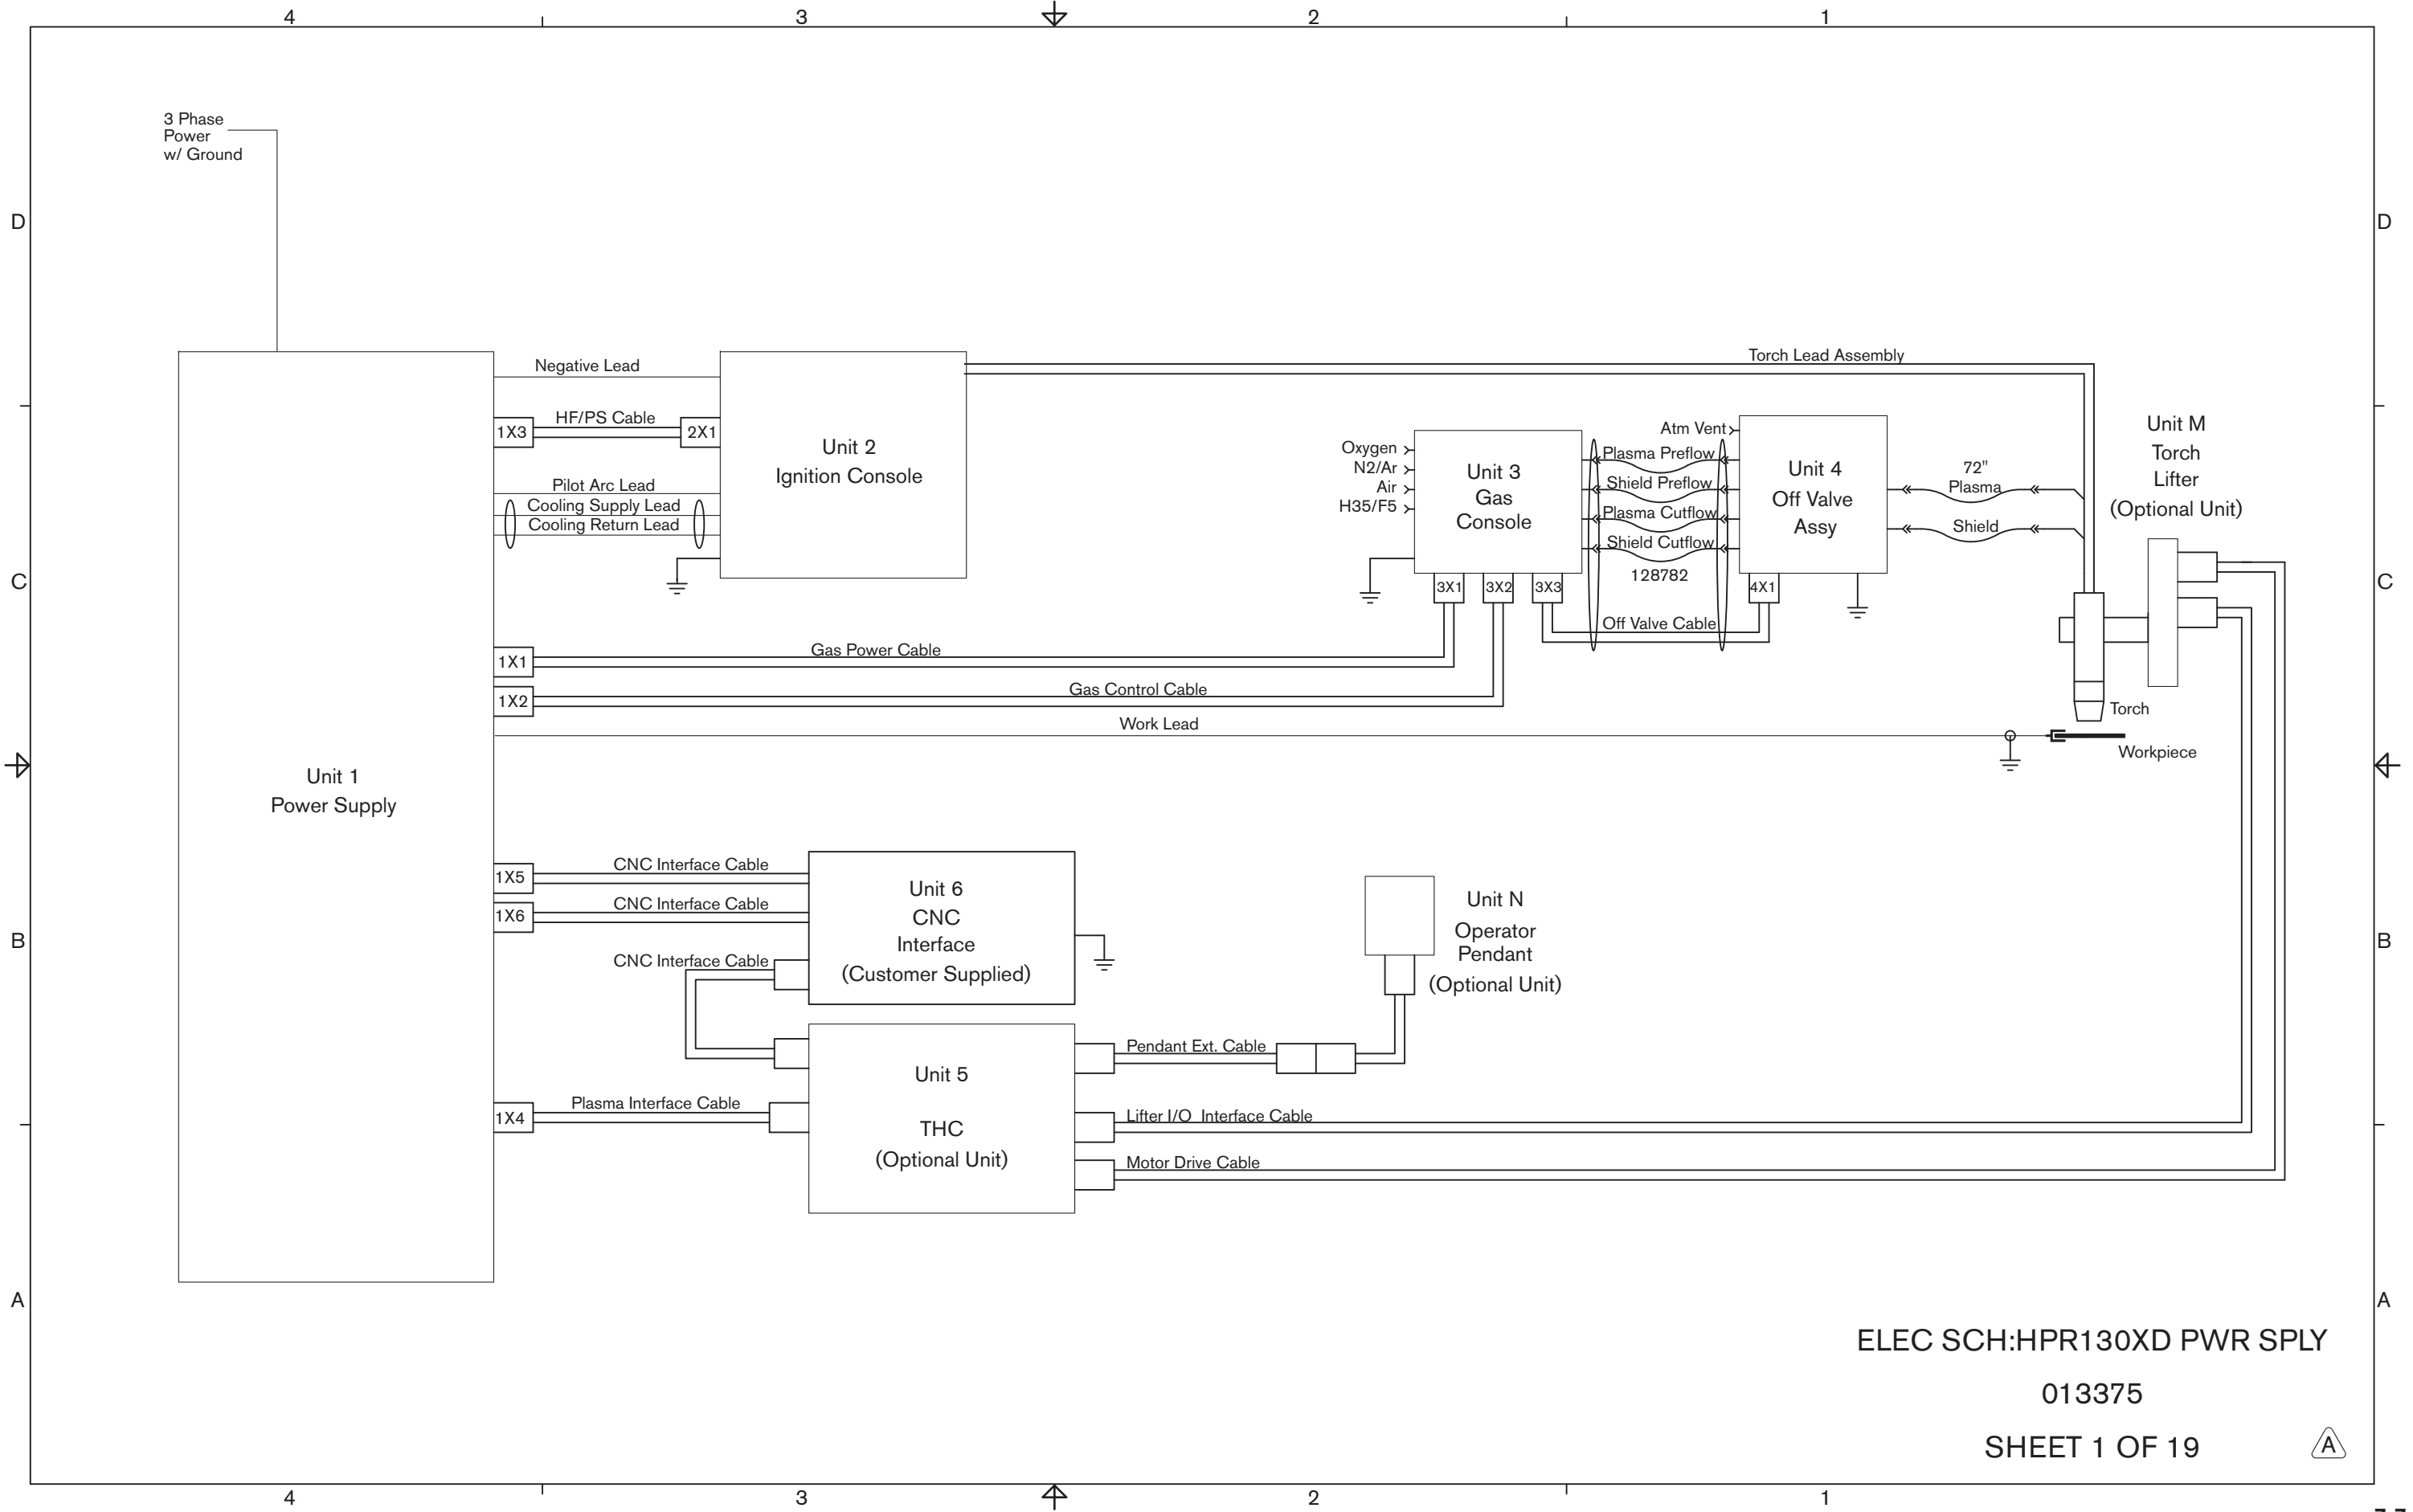 4 3 2 1
3 Phase
Power
w/ Ground
D D
Negative Lead
HF/PS Cable
1X3
2X1
Pilot Arc Lead
Cooling Supply Lead
Cooling Return Lead
Unit 2
Ignition Console
Torch Lead Assembly
Oxygen
N2/Ar
Air
H35/F5
Unit 3
Gas
Console
3X1 3X2 3X3
Atm Vent
Plasma Preflow
Shield Preflow
Plasma Cutflow
Shield Cutflow
128782
Off Valve Cable
Unit 4
Off Valve
Assy
4X1
72"
Plasma
Shield
Unit M
Torch
Lifter
(Optional Unit)
C C
1X1
Gas Power Cable
1X2
Gas Control Cable
Work Lead
Torch
Workpiece
Unit 1
Power Supply
1X5
CNC Interface Cable
1X6
CNC Interface Cable
CNC Interface Cable
Unit 6
CNC
Interface
(Customer Supplied)
Unit N
Operator
Pendant
(Optional Unit)
B B
1X4
Plasma Interface Cable
Unit 5
THC
(Optional Unit)
Pendant Ext. Cable
Lifter I/O Interface Cable
Motor Drive Cable
A A
ELEC SCH:HPR130XD PWR SPLY
013375
SHEET 1 OF 19
A
4 3 2 1